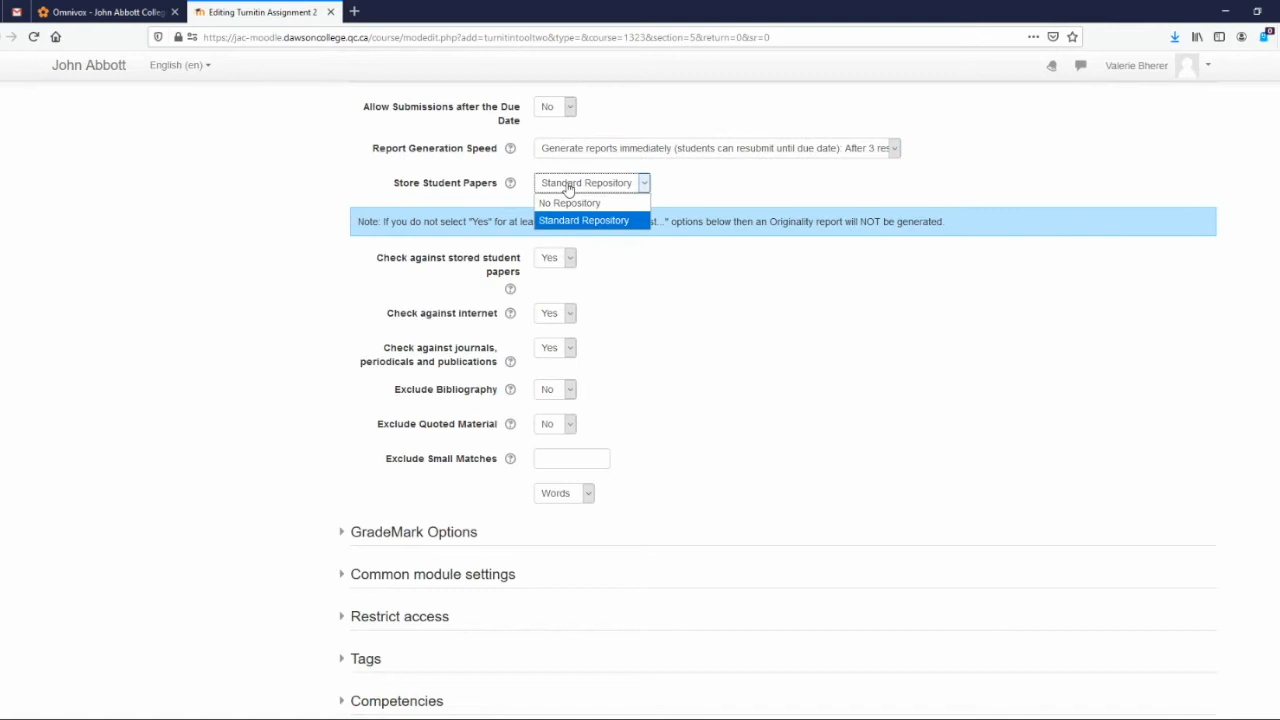 Omnivox - John Abbott Colleg
Editing Turnitin Assignment 2
https://jac-moodle.dawsoncollege.qc.ca/course/modedit.php?add=turnitintooltwo&type=&course=1323&section=5&return=0&sr=0
John Abbott
English (en)
Valerie Bherer
Allow Submissions after the Due
Date
No
Report Generation Speed
Generate reports immediately (students can resubmit until due date): After 3 res
Store Student Papers
Standard Repository
No Repository
Standard Repository
Note: If you do not select "Yes" for at lea
st..." options below then an Originality report will NOT be generated.
Check against stored student
papers
Yes
Check against internet
Yes
Check against journals,
periodicals and publications
Yes
Exclude Bibliography
No
Exclude Quoted Material
No
Exclude Small Matches
Words
GradeMark Options
Common module settings
Restrict access
Tags
Competencies